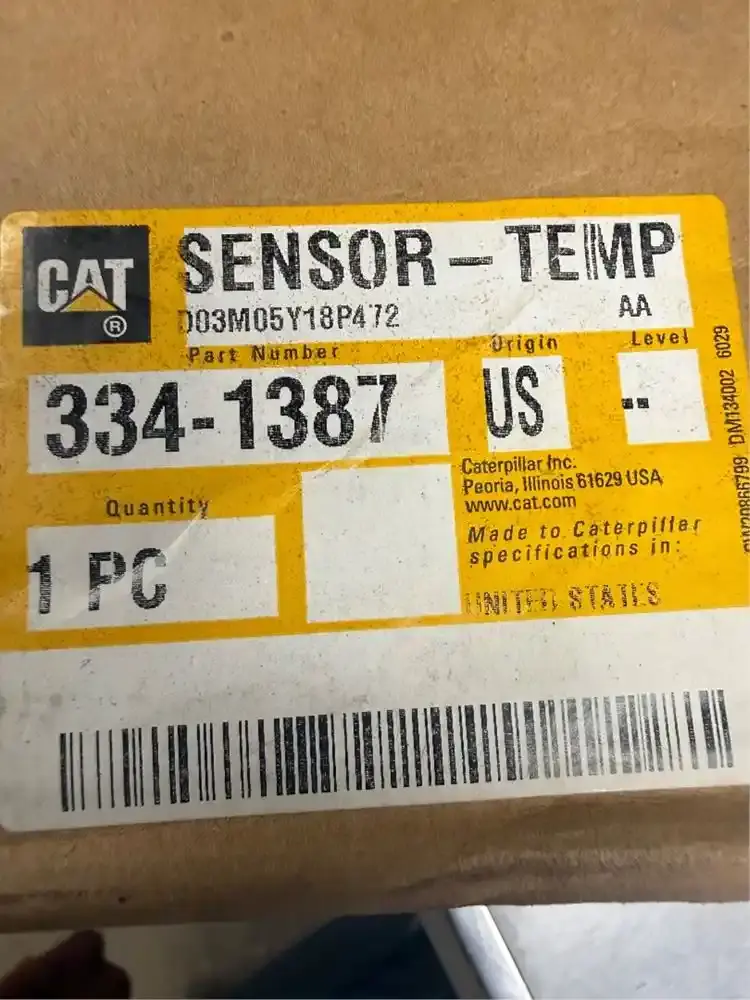 CAT®
SENSOR-TEMP
D03M05Y18P472 AA
Part Number Origin Level
334-1387 US --
Caterpillar Inc.
Peoria, Illinois 61629 USA
www.cat.com
Quantity
Made to Caterpillar
specifications in:
1 PC
UNITED STATES
DM134002 6029